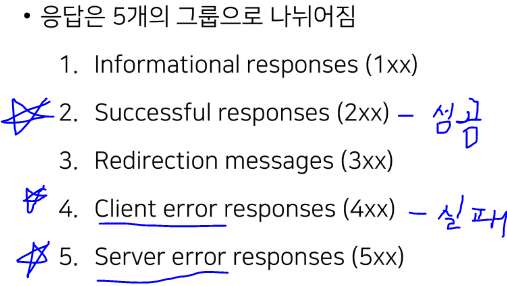 • 응답은 5개의 그룹으로 나뉘어짐
1. Informational responses (1xx)
2. Successful responses (2xx) - 성공
3. Redirection messages (3xx)
4. Client error responses (4xx) - 실패
5. Server error responses (5xx)